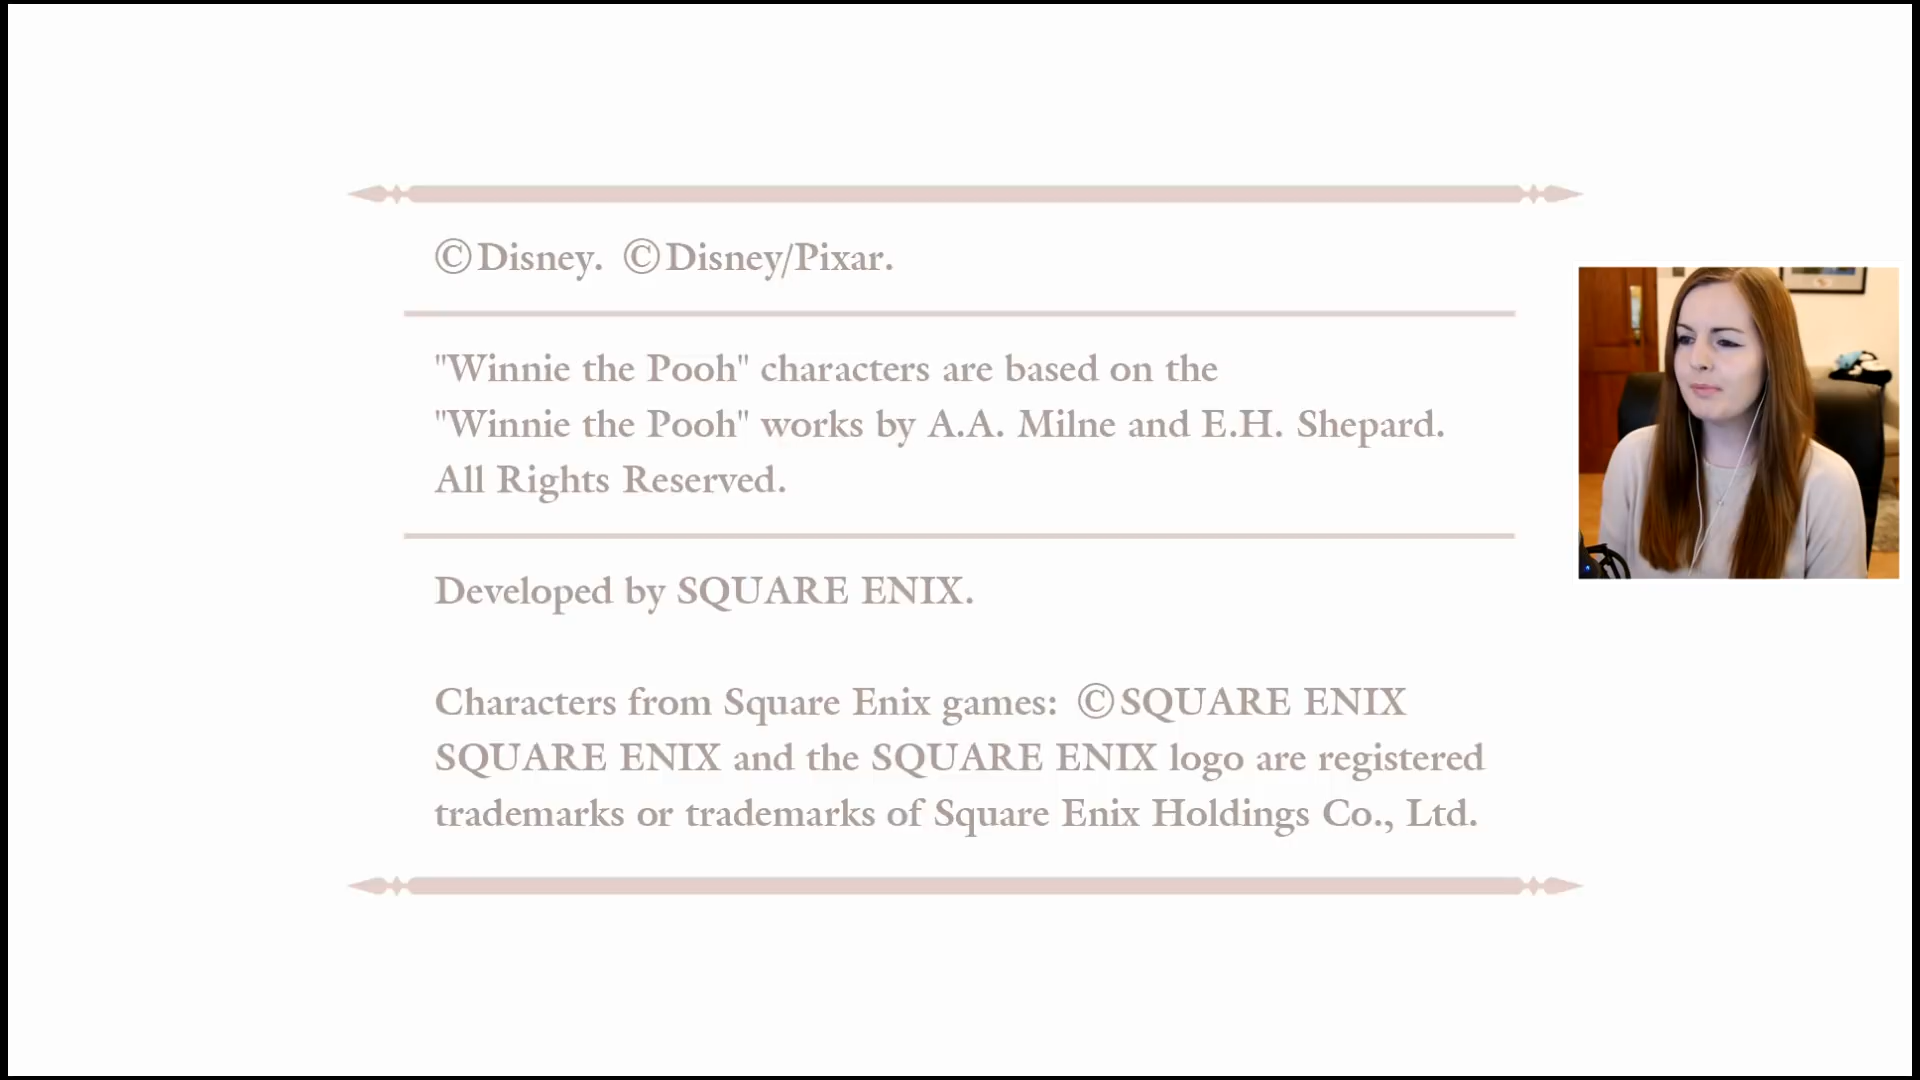 ©Disney. ©Disney/Pixar.
"Winnie the Pooh" characters are based on the
"Winnie the Pooh" works by A.A. Milne and E.H. Shepard.
All Rights Reserved.
Developed by SQUARE ENIX.
Characters from Square Enix games: ©SQUARE ENIX
SQUARE ENIX and the SQUARE ENIX logo are registered
trademarks or trademarks of Square Enix Holdings Co., Ltd.